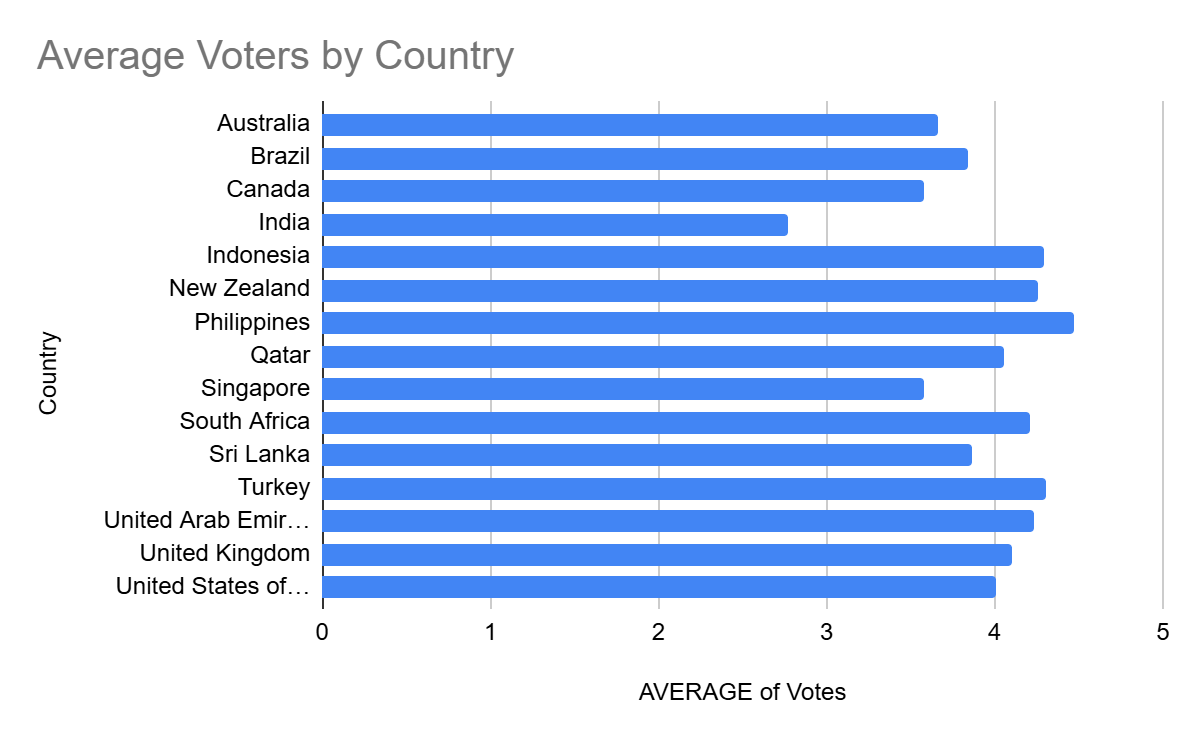 Average Voters by Country
Country
Australia
Brazil
Canada
India
Indonesia
New Zealand
Philippines
Qatar
Singapore
South Africa
Sri Lanka
Turkey
United Arab Emir…
United Kingdom
United States of…
0 1 2 3 4 5
AVERAGE of Votes